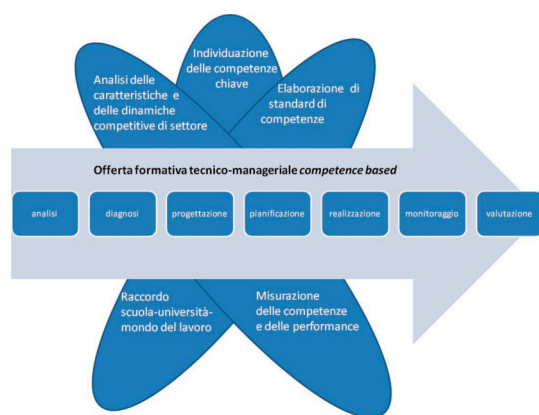 Individuazione
delle competenze
chiave
Analisi delle
caratteristiche e
delle dinamiche
competitive di settore
Elaborazione di
standard di
competenze
Offerta formativa tecnico-manageriale competence based
analisi
diagnosi
progettazione
pianificazione
realizzazione
monitoraggio
valutazione
Raccordo
scuola-università-
mondo del lavoro
Misurazione
delle competenze
e delle performance